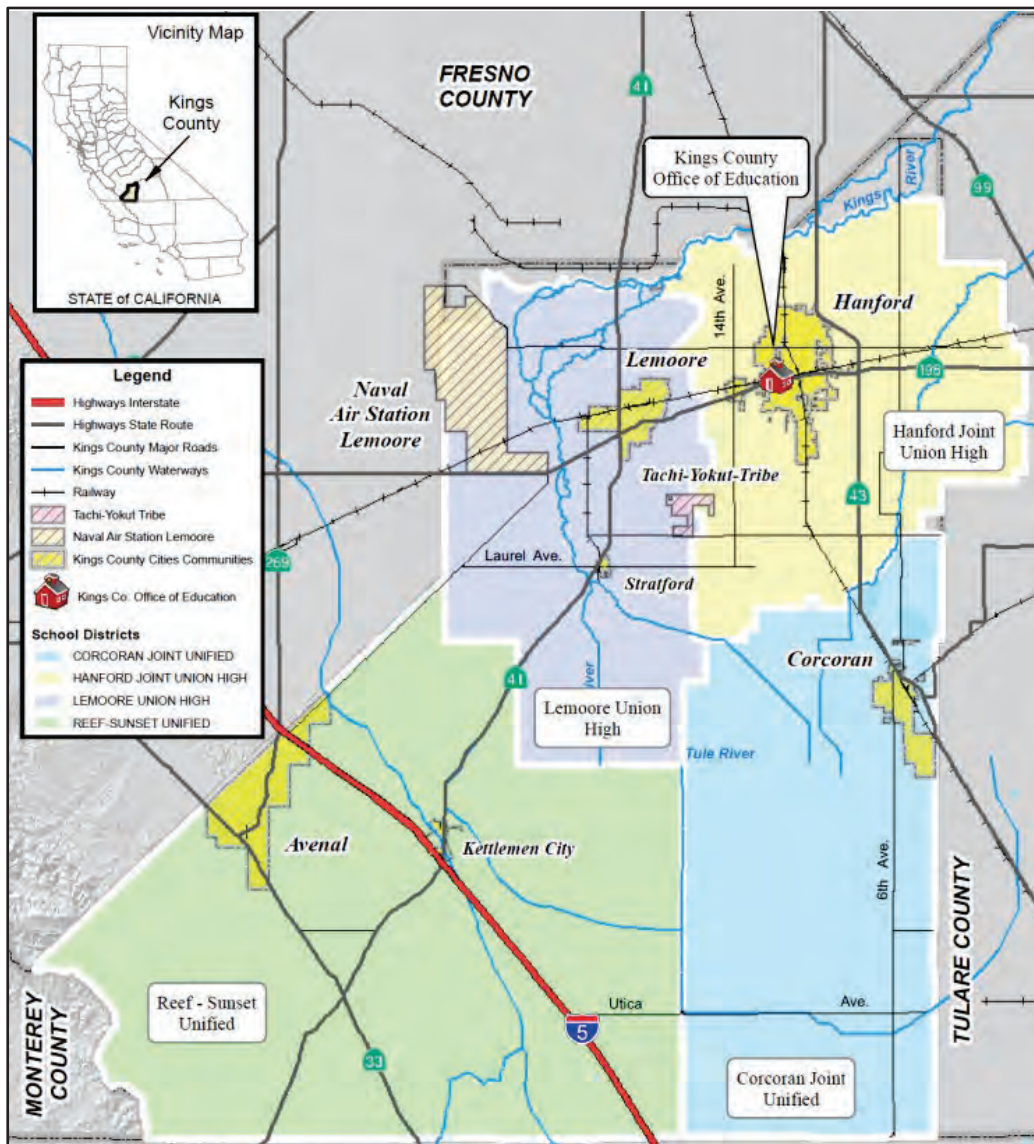 Vicinity Map
Kings
County
STATE of CALIFORNIA
FRESNO
COUNTY
41
Kings County
Office of Education
Kings
River
99
14th Ave.
Hanford
Lemoore
198
Naval
Air Station
Lemoore
Hanford Joint
Union High
Tachi-Yokut-Tribe
43
Legend
Highways Interstate
Highways State Route
Kings County Major Roads
Kings County Waterways
Railway
Tachi-Yokut Tribe
Naval Air Station Lemoore
Kings County Cities Communities
Kings Co. Office of Education
School Districts
CORCORAN JOINT UNIFIED
HANFORD JOINT UNION HIGH
LEMOORE UNION HIGH
REEF-SUNSET UNIFIED
269
Laurel Ave.
Stratford
Corcoran
41
Lemoore Union
High
Tule River
Avenal
Kettlemen City
6th Ave.
TULARE COUNTY
Reef - Sunset
Unified
Utica
Ave.
5
MONTEREY
COUNTY
33
Corcoran Joint
Unified